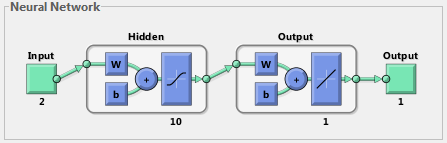 Neural Network
Hidden
Output
Input
Output
W
W
+
+
b
b
2
10
1
1